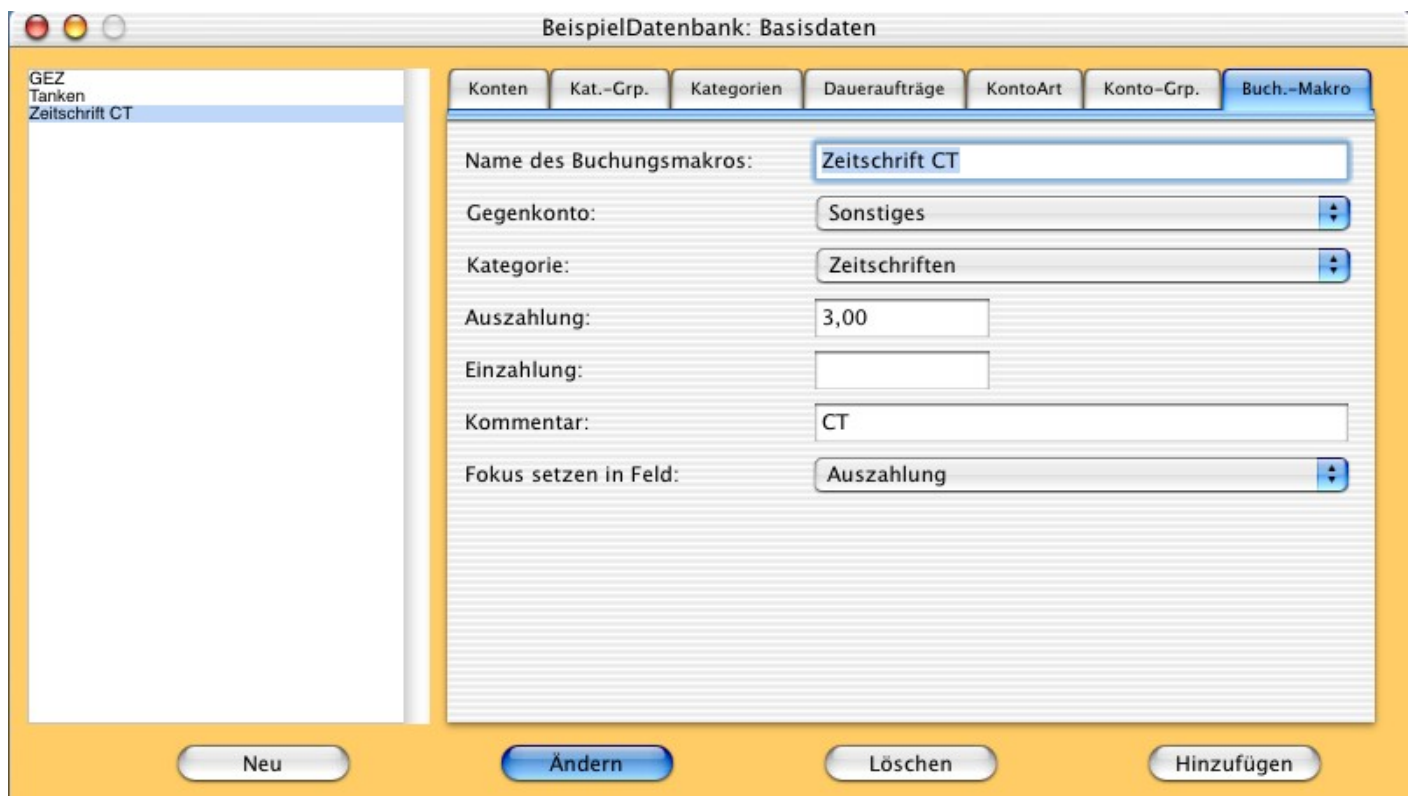 BeispielDatenbank: Basisdaten
GEZ
Tanken
Zeitschrift CT
Konten Kat.-Grp. Kategorien Daueraufträge KontoArt Konto-Grp. Buch.-Makro
Name des Buchungsmakros: Zeitschrift CT
Gegenkonto: Sonstiges
Kategorie: Zeitschriften
Auszahlung: 3,00
Einzahlung:
Kommentar: CT
Fokus setzen in Feld: Auszahlung
Neu Ändern Löschen Hinzufügen